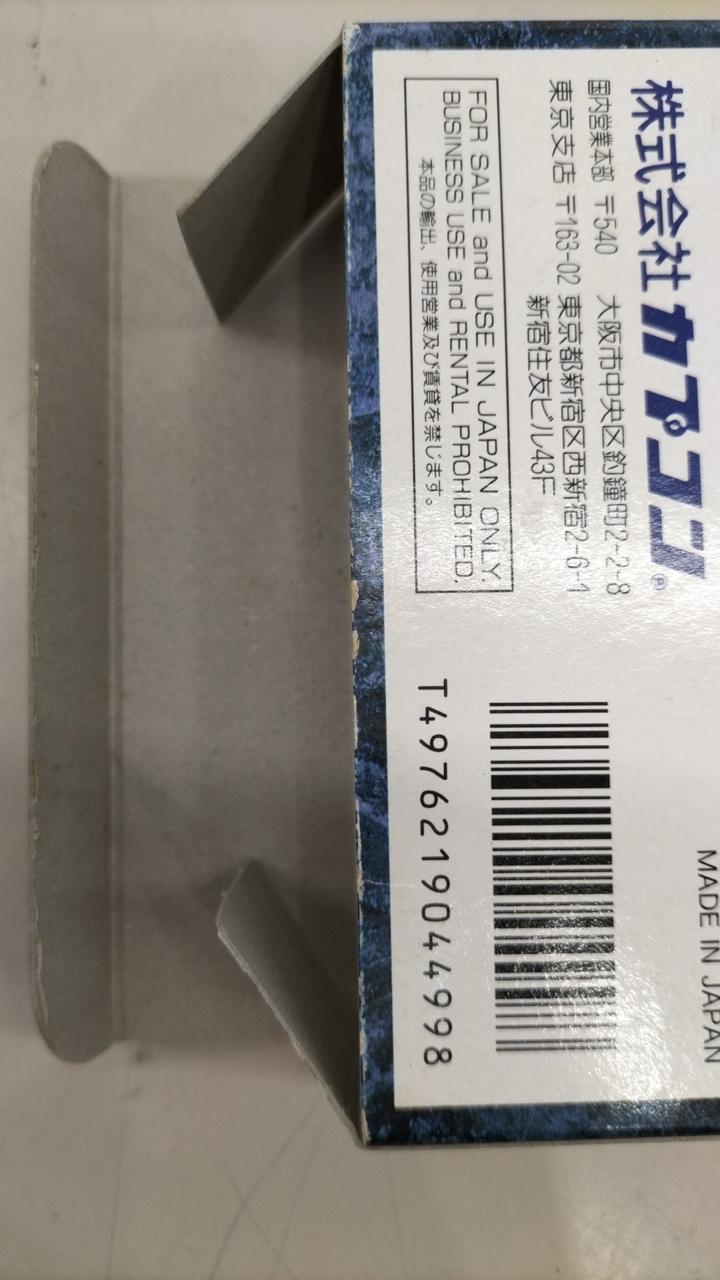 株式会社カプコン®
国内営業本部 〒540 大阪市中央区釣鐘町2-2-8
東京支店 〒163-02 東京都新宿区西新宿2-6-1
新宿住友ビル43F
FOR SALE and USE IN JAPAN ONLY.
BUSINESS USE and RENTAL PROHIBITED.
本品の輸出、使用営業及び賃貸を禁じます。
MADE IN JAPAN
T4976219044998